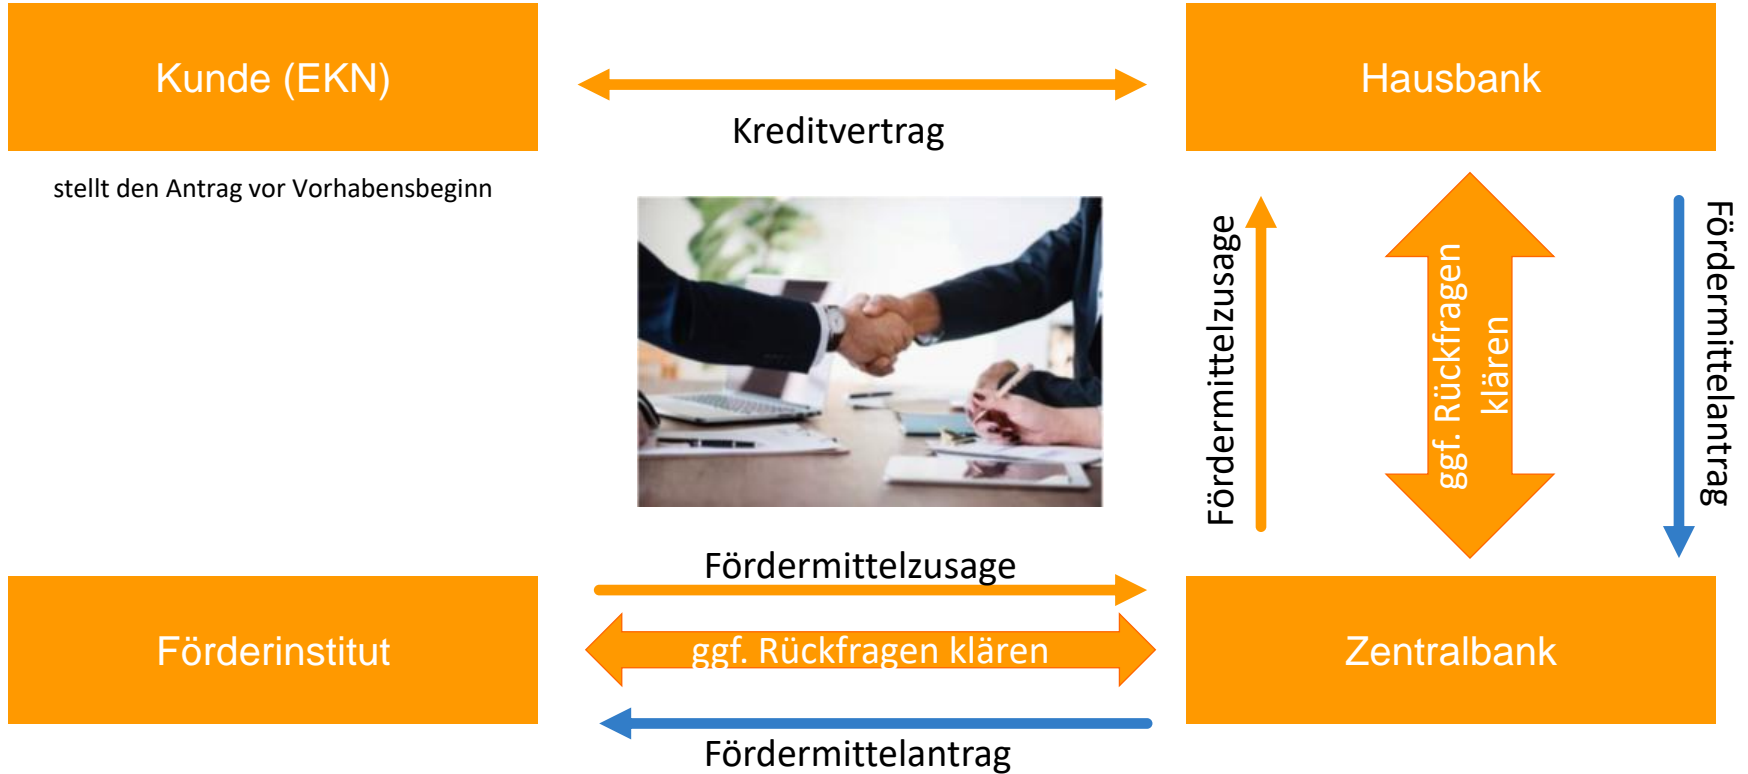 Kunde (EKN)
Hausbank
Kreditvertrag
stellt den Antrag vor Vorhabensbeginn
Fördermittelzusage
ggf. Rückfragen
klären
Fördermittelantrag
Fördermittelzusage
Förderinstitut
ggf. Rückfragen klären
Zentralbank
Fördermittelantrag